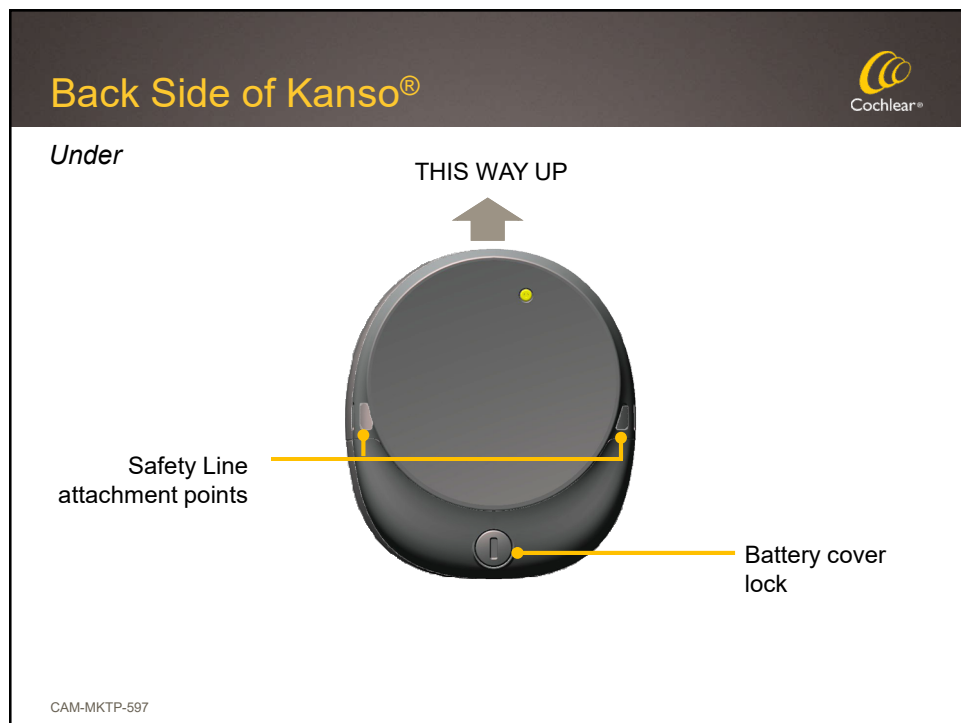 Back Side of Kanso®
Cochlear®
Under
THIS WAY UP
Safety Line
attachment points
Battery cover
lock
CAM-MKTP-597